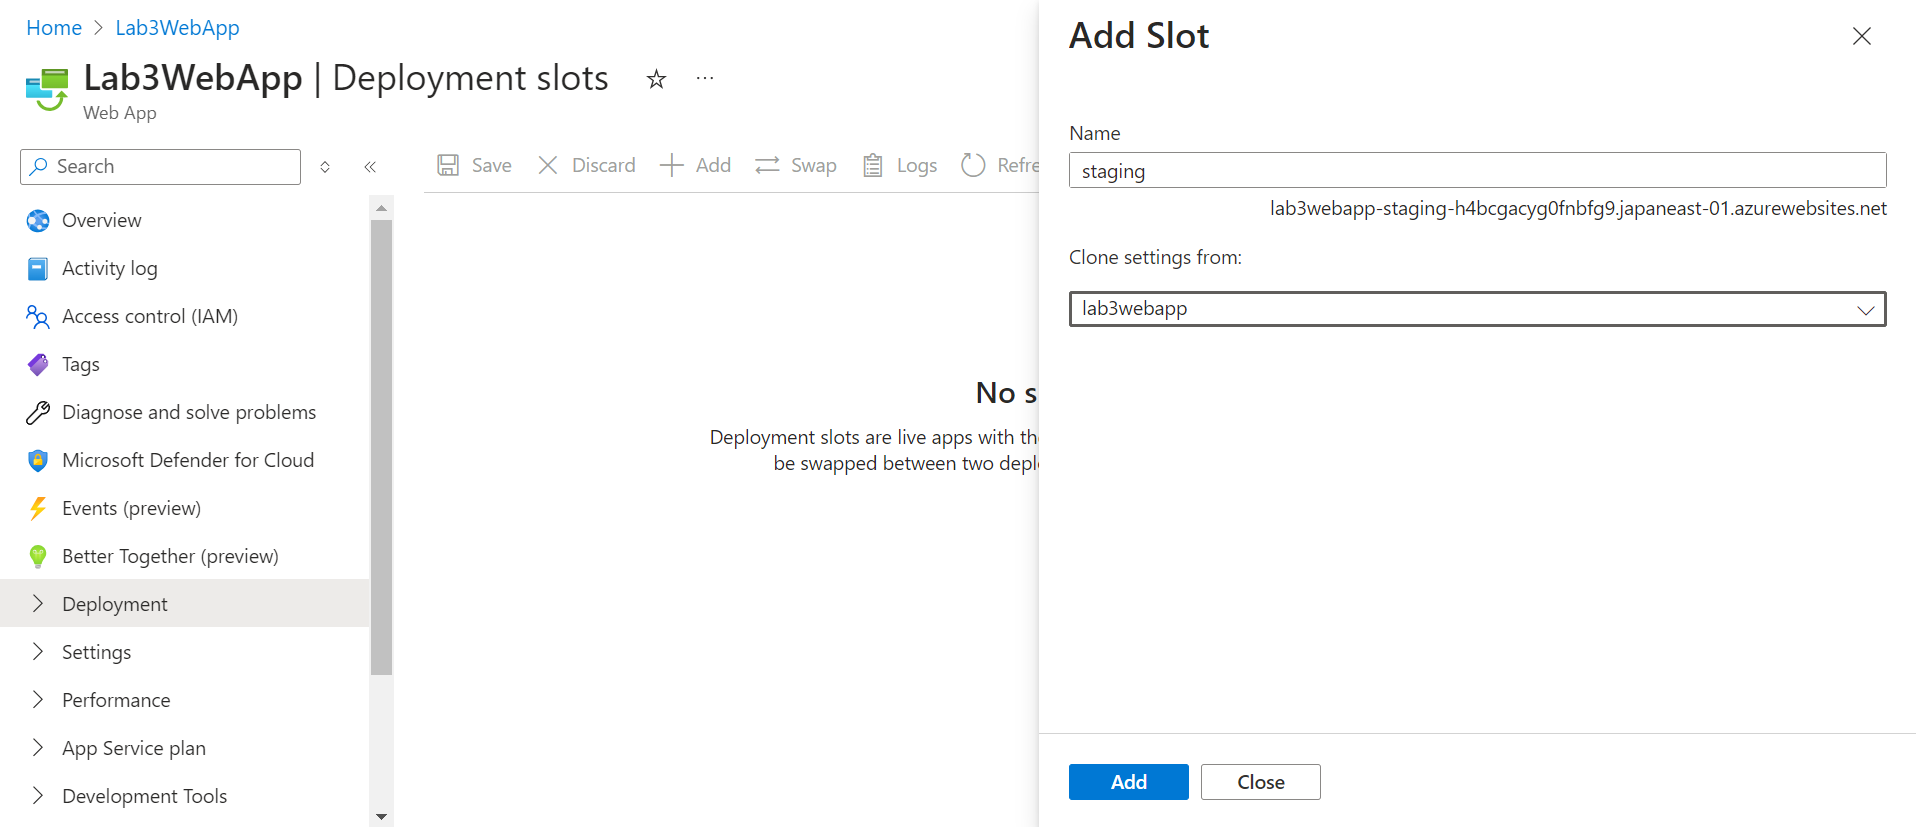 Home > Lab3WebApp
Lab3WebApp | Deployment slots
Web App
Search
Save Discard Add Swap Logs Refre
Overview
Activity log
Access control (IAM)
Tags
Diagnose and solve problems
Microsoft Defender for Cloud
Events (preview)
Better Together (preview)
Deployment
Settings
Performance
App Service plan
Development Tools
No s
Deployment slots are live apps with th
be swapped between two depl
Add Slot
Name
staging
lab3webapp-staging-h4bcgacyg0fnbfg9.japaneast-01.azurewebsites.net
Clone settings from:
lab3webapp
Add Close